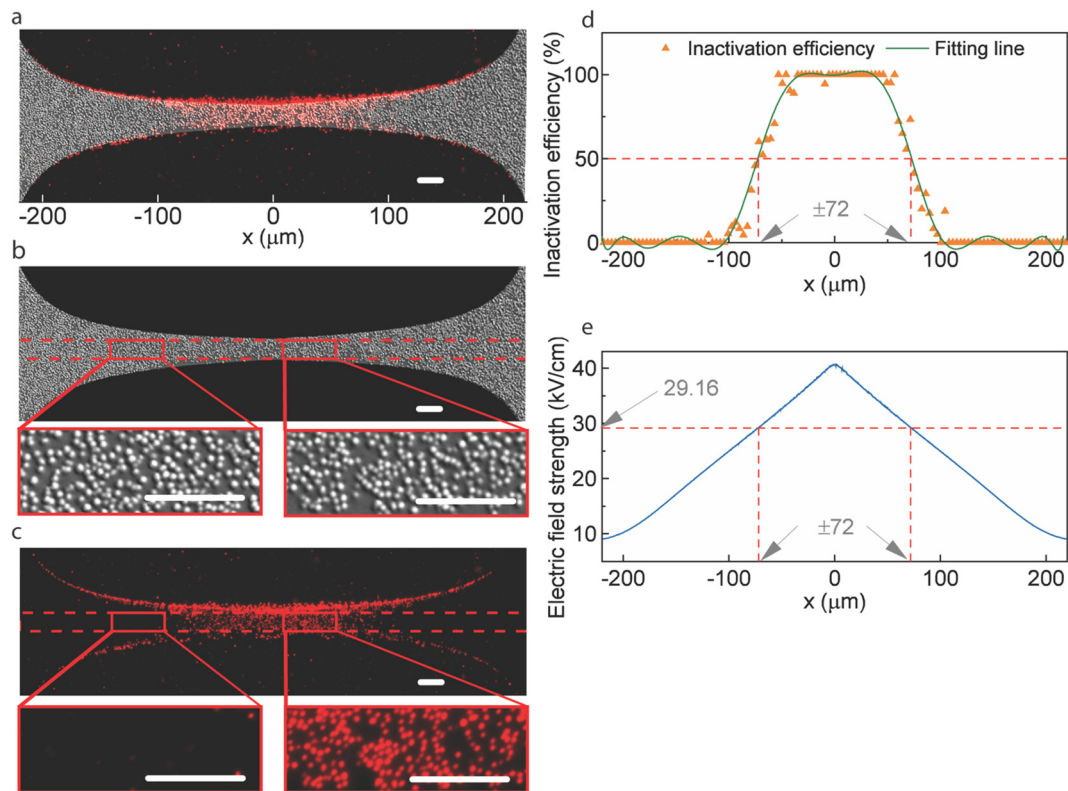 a
-200 -100 0 100 200
x (μm)
b
c
d
Inactivation efficiency (%)
Inactivation efficiency
Fitting line
100
50
0
±72
-200 -100 0 100 200
x (μm)
e
Electric field strength (kV/cm)
40
30
20
10
29.16
±72
-200 -100 0 100 200
x (μm)